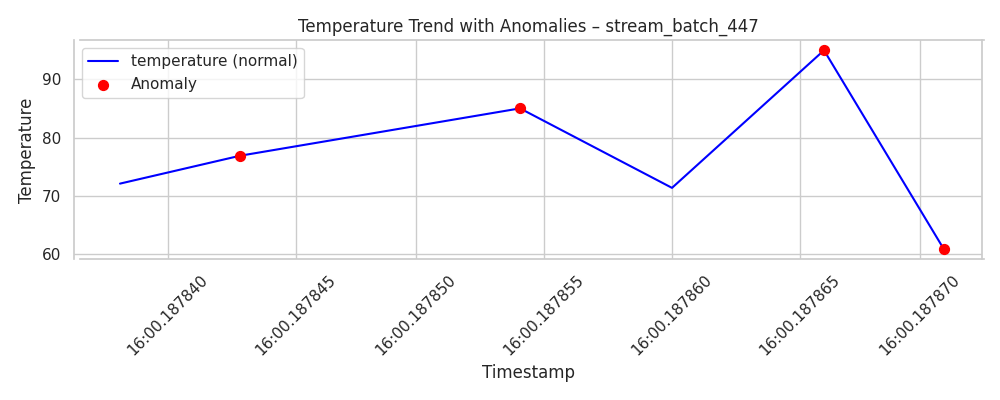 Temperature Trend with Anomalies – stream_batch_447
temperature (normal)
Anomaly
Temperature
90
80
70
60
16:00.187840
16:00.187845
16:00.187850
16:00.187855
16:00.187860
16:00.187865
16:00.187870
Timestamp